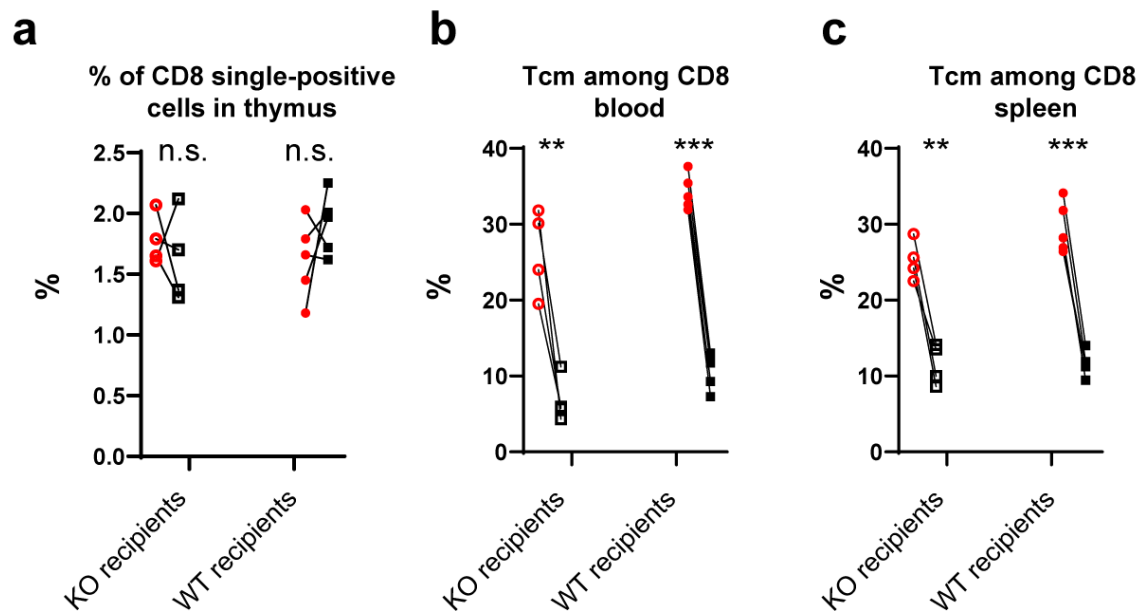 a
% of CD8 single-positive
cells in thymus
n.s.
n.s.
2.5
2.0
1.5
1.0
0.5
0.0
%
KO recipients
WT recipients
b
Tcm among CD8
blood
**
***
40
30
20
10
0
%
KO recipients
WT recipients
c
Tcm among CD8
spleen
**
***
40
30
20
10
0
%
KO recipients
WT recipients